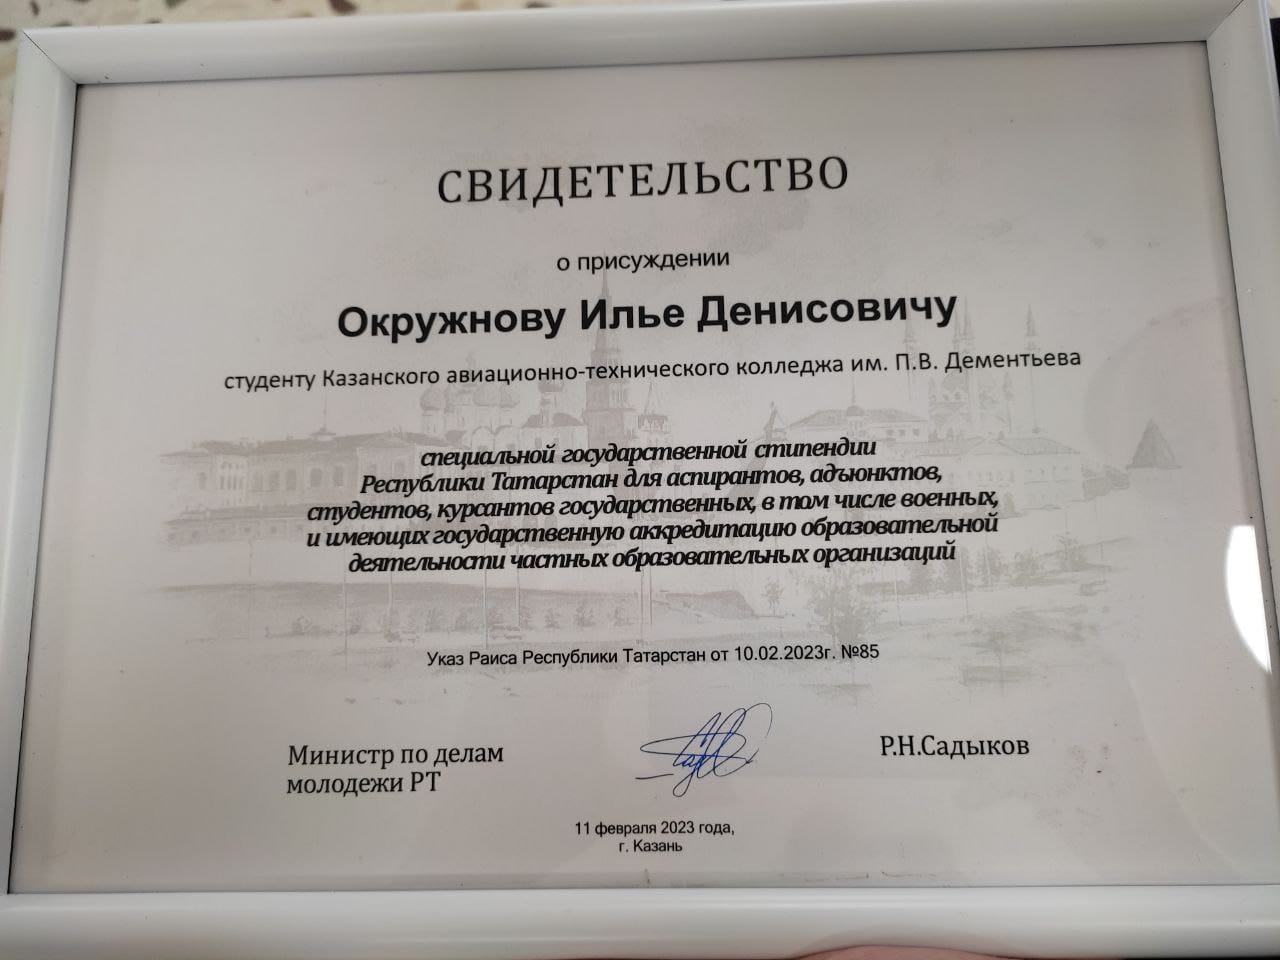 СВИДЕТЕЛЬСТВО
о присуждении
Окружнову Илье Денисовичу
студенту Казанского авиационно-технического колледжа им. П.В. Дементьева
специальной государственной стипендии
Республики Татарстан для аспирантов, адъюнктов,
студентов, курсантов государственных, в том числе военных,
и имеющих государственную аккредитацию образовательной
деятельности частных образовательных организаций
Указ Раиса Республики Татарстан от 10.02.2023г. №85
Министр по делам
молодежи РТ
Р.Н.Садыков
11 февраля 2023 года,
г. Казань